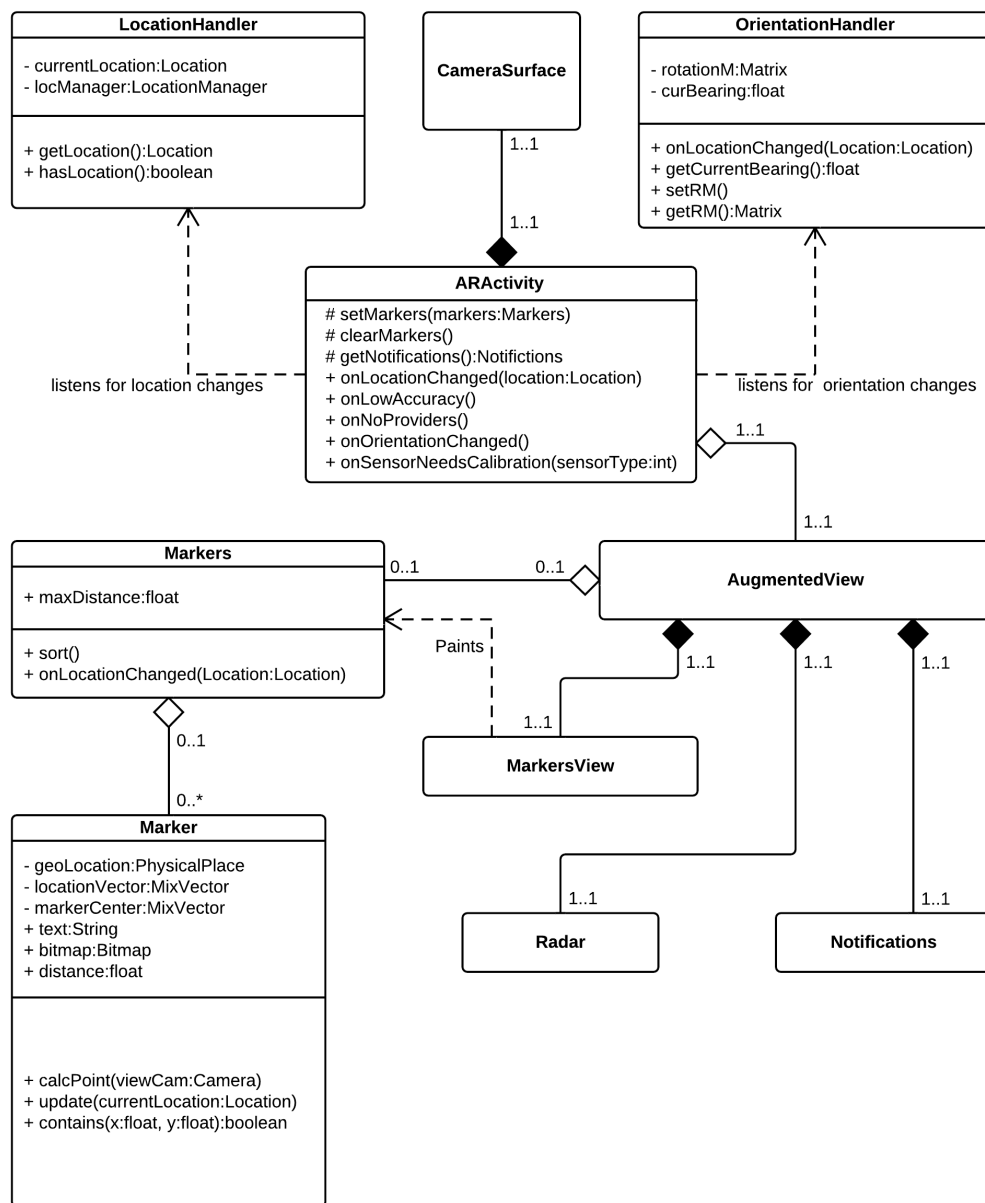 LocationHandler
- currentLocation:Location
- locManager:LocationManager
+ getLocation():Location
+ hasLocation():boolean
CameraSurface
OrientationHandler
- rotationM:Matrix
- curBearing:float
+ onLocationChanged(Location:Location)
+ getCurrentBearing():float
+ setRM()
+ getRM():Matrix
1..1
1..1
ARActivity
# setMarkers(markers:Markers)
# clearMarkers()
# getNotifications():Notifictions
+ onLocationChanged(location:Location)
+ onLowAccuracy()
+ onNoProviders()
+ onOrientationChanged()
+ onSensorNeedsCalibration(sensorType:int)
listens for location changes
listens for orientation changes
1..1
1..1
Markers
+ maxDistance:float
+ sort()
+ onLocationChanged(Location:Location)
0..1
0..1
AugmentedView
Paints
1..1
1..1
1..1
1..1
MarkersView
0..1
0..*
Marker
- geoLocation:PhysicalPlace
- locationVector:MixVector
- markerCenter:MixVector
+ text:String
+ bitmap:Bitmap
+ distance:float
+ calcPoint(viewCam:Camera)
+ update(currentLocation:Location)
+ contains(x:float, y:float):boolean
1..1
1..1
Radar
Notifications